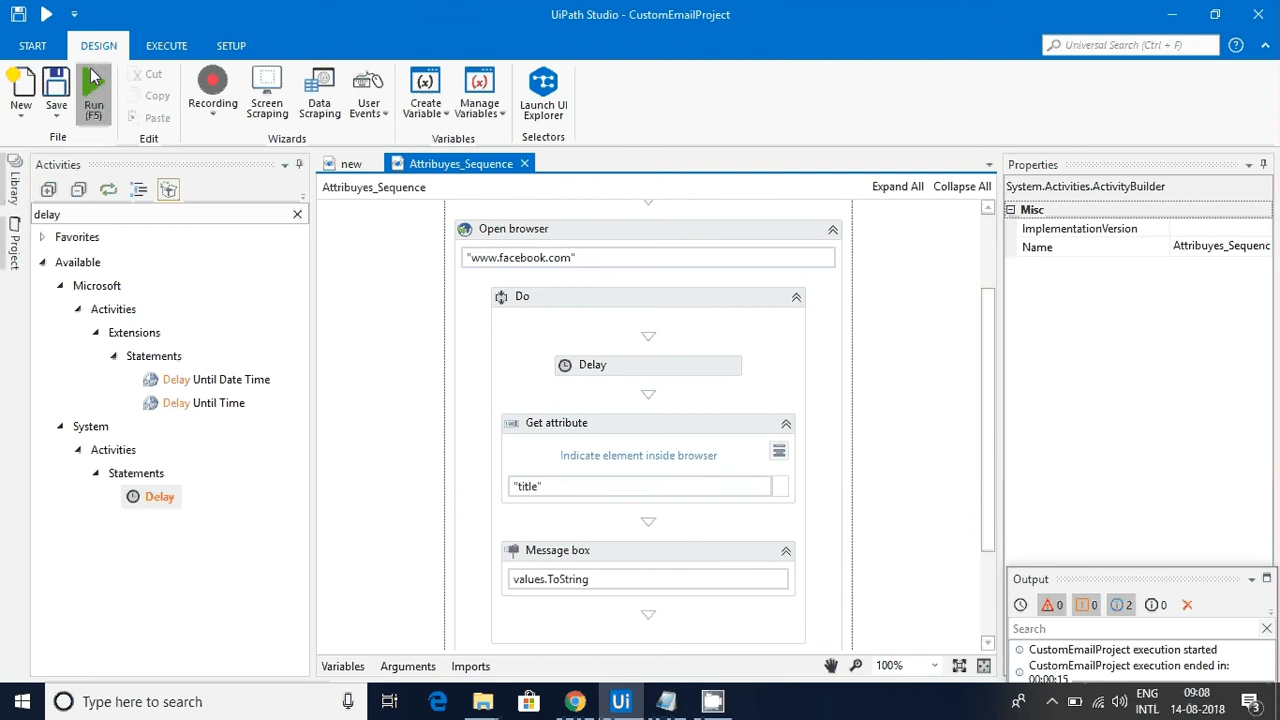 UiPath Studio - CustomEmailProject
START DESIGN EXECUTE SETUP
Universal Search (Ctrl + F)
New
Save
Run
(F5)
Cut
Copy
Paste
Recording
Screen
Scraping
Data
Scraping
User
Events
Create
Variable
Manage
Variables
Launch UI
Explorer
File
Edit
Wizards
Variables
Selectors
Library
Project
Activities
delay
Favorites
Available
Microsoft
Activities
Extensions
Statements
Delay Until Date Time
Delay Until Time
System
Activities
Statements
Delay
new
Attribuyes_Sequence
Attribuyes_Sequence
Expand All
Collapse All
Open browser
"www.facebook.com"
Do
Delay
Get attribute
Indicate element inside browser
"title"
Message box
values.ToString
Variables
Arguments
Imports
100%
Properties
System.Activities.ActivityBuilder
Misc
ImplementationVersion
Name
Attribuyes_Sequenc
Output
0
0
2
0
Search
CustomEmailProject execution started
CustomEmailProject execution ended in:
00:00:15
Type here to search
Ui
ENG
INTL
09:08
14-08-2018
3